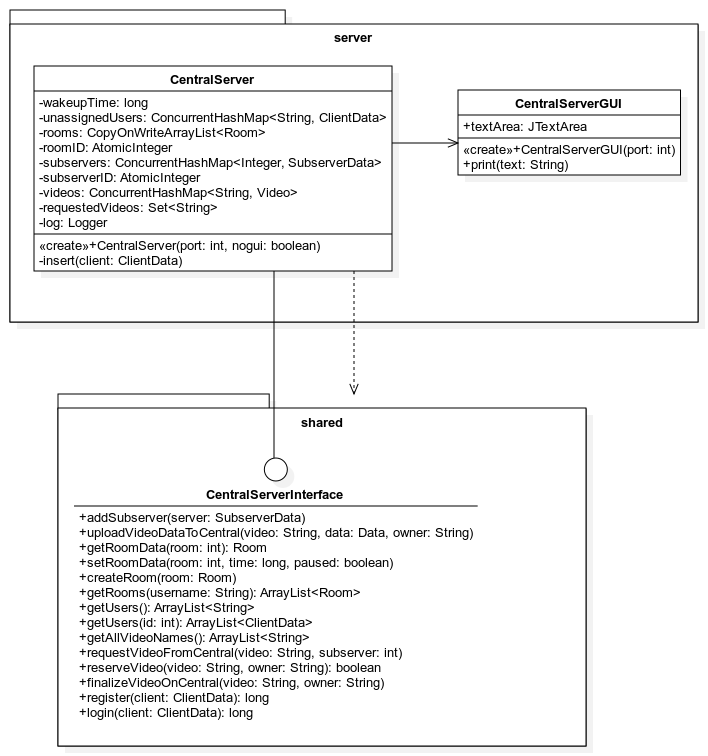 server
CentralServer
-wakeupTime: long
-unassignedUsers: ConcurrentHashMap<String, ClientData>
-rooms: CopyOnWriteArrayList<Room>
-roomID: AtomicInteger
-subservers: ConcurrentHashMap<Integer, SubserverData>
-subserverID: AtomicInteger
-videos: ConcurrentHashMap<String, Video>
-requestedVideos: Set<String>
-log: Logger
«create»+CentralServer(port: int, nogui: boolean)
-insert(client: ClientData)
CentralServerGUI
+textArea: JTextArea
«create»+CentralServerGUI(port: int)
+print(text: String)
shared
CentralServerInterface
+addSubserver(server: SubserverData)
+uploadVideoDataToCentral(video: String, data: Data, owner: String)
+getRoomData(room: int): Room
+setRoomData(room: int, time: long, paused: boolean)
+createRoom(room: Room)
+getRooms(username: String): ArrayList<Room>
+getUsers(): ArrayList<String>
+getUsers(id: int): ArrayList<ClientData>
+getAllVideoNames(): ArrayList<String>
+requestVideoFromCentral(video: String, subserver: int)
+reserveVideo(video: String, owner: String): boolean
+finalizeVideoOnCentral(video: String, owner: String)
+register(client: ClientData): long
+login(client: ClientData): long